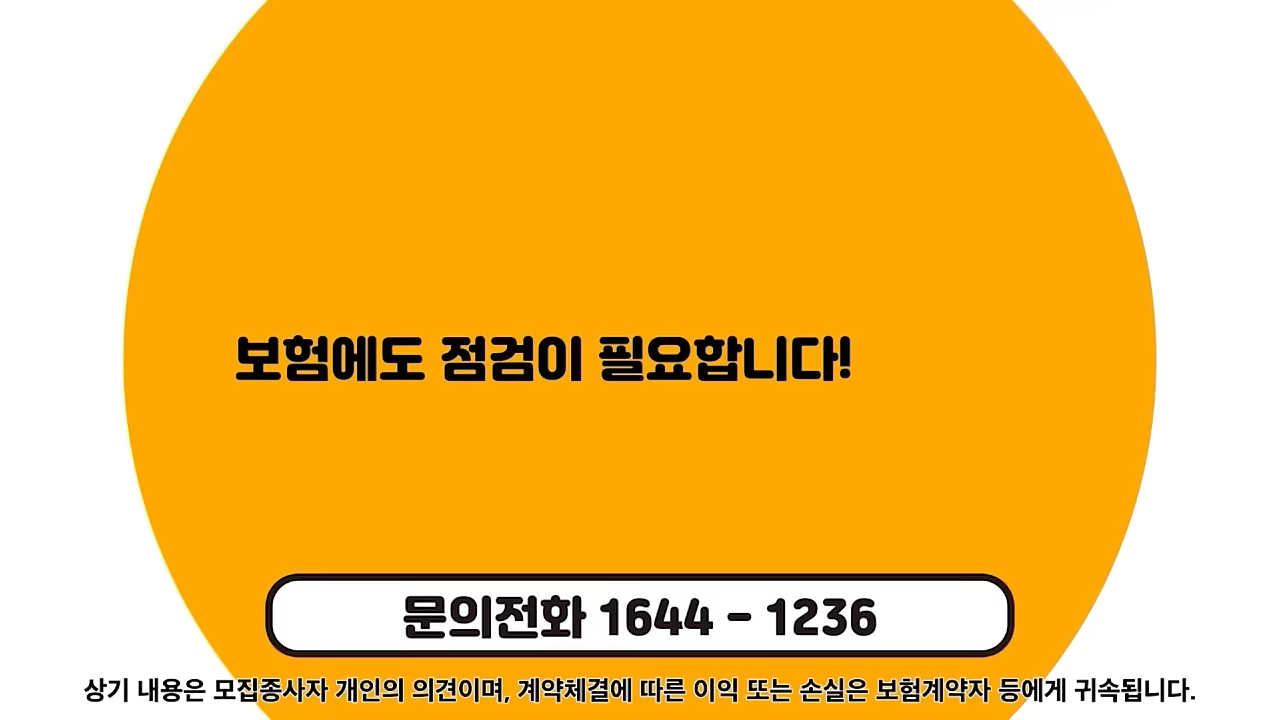 보험에도 점검이 필요합니다!
문의전화 1644 - 1236
상기 내용은 모집종사자 개인의 의견이며, 계약체결에 따른 이익 또는 손실은 보험계약자 등에게 귀속됩니다.